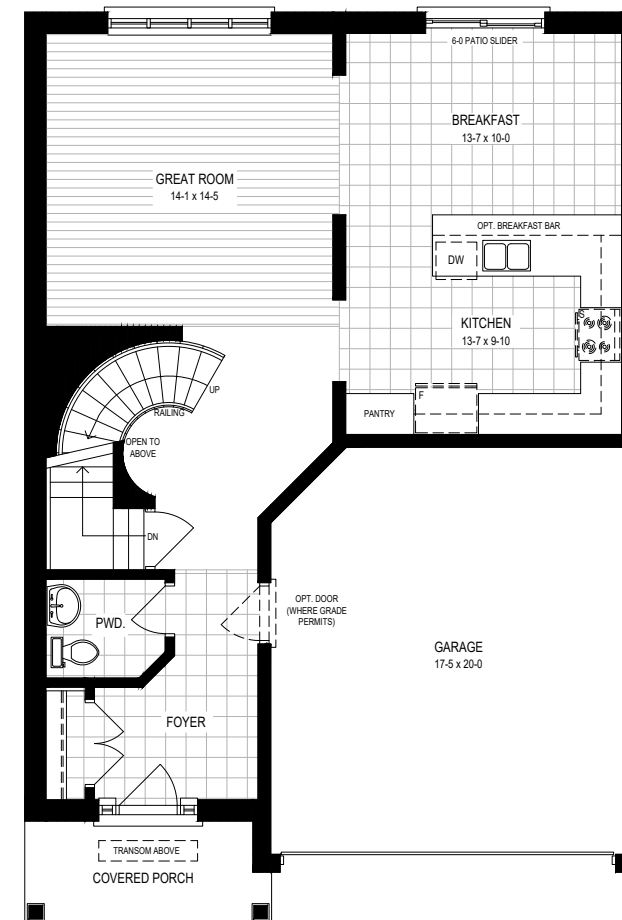 6-0 PATIO SLIDER
BREAKFAST
13-7 x 10-0
GREAT ROOM
14-1 x 14-5
OPT. BREAKFAST BAR
DW
KITCHEN
13-7 x 9-10
S
F
PANTRY
UP
RAILING
OPEN TO
ABOVE
DN
OPT. DOOR
(WHERE GRADE
PERMITS)
PWD.
GARAGE
17-5 x 20-0
FOYER
TRANSOM ABOVE
COVERED PORCH